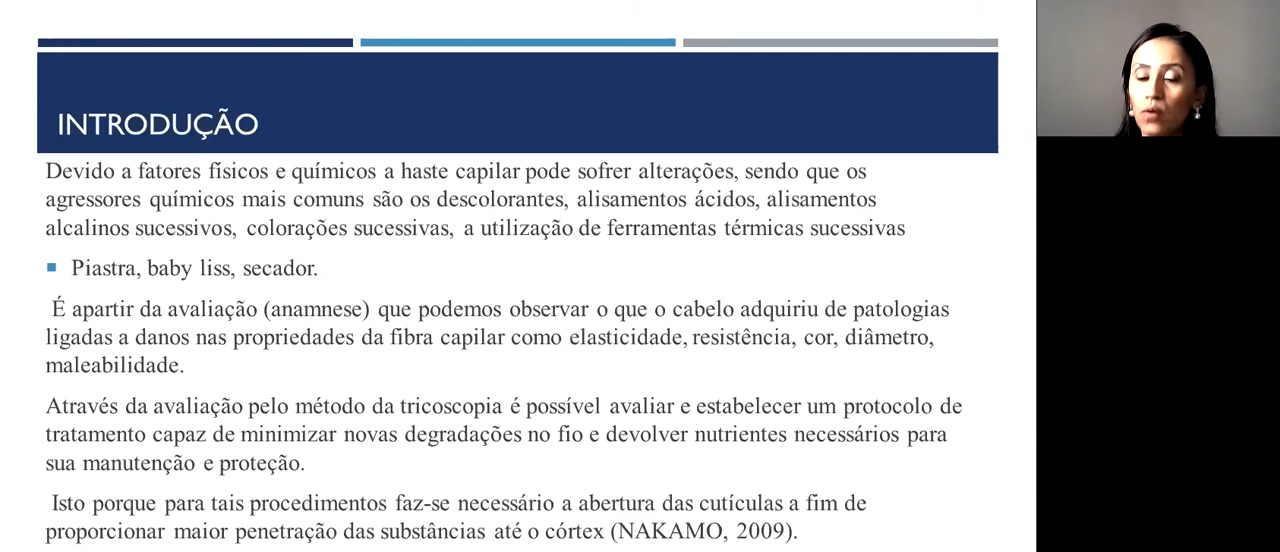 INTRODUÇÃO
Devido a fatores físicos e químicos a haste capilar pode sofrer alterações, sendo que os
agressores químicos mais comuns são os descolorantes, alisamentos ácidos, alisamentos
alcalinos sucessivos, colorações sucessivas, a utilização de ferramentas térmicas sucessivas
Piastra, baby liss, secador.
É apartir da avaliação (anamnese) que podemos observar o que o cabelo adquiriu de patologias
ligadas a danos nas propriedades da fibra capilar como elasticidade, resistência, cor, diâmetro,
maleabilidade.
Através da avaliação pelo método da tricoscopia é possível avaliar e estabelecer um protocolo de
tratamento capaz de minimizar novas degradações no fio e devolver nutrientes necessários para
sua manutenção e proteção.
Isto porque para tais procedimentos faz-se necessário a abertura das cutículas a fim de
proporcionar maior penetração das substâncias até o córtex (NAKAMO, 2009).